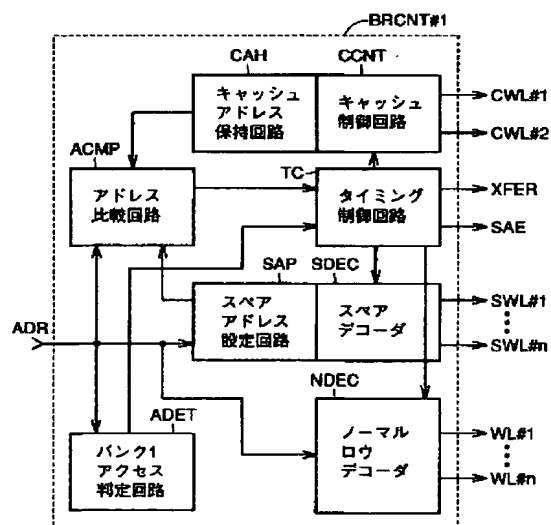 BRCNT#1
CAH
CCNT
キャッシュ
アドレス
保持回路
キャッシュ
制御回路
CWL#1
CWL#2
ACMP
アドレス
比較回路
TC
タイミング
制御回路
XFER
SAE
SAP
SDEC
スペア
アドレス
設定回路
スペア
デコーダ
SWL#1
SWL#n
ADR
ADET
バンク1
アクセス
判定回路
NDEC
ノーマル
ロウ
デコーダ
WL#1
WL#n